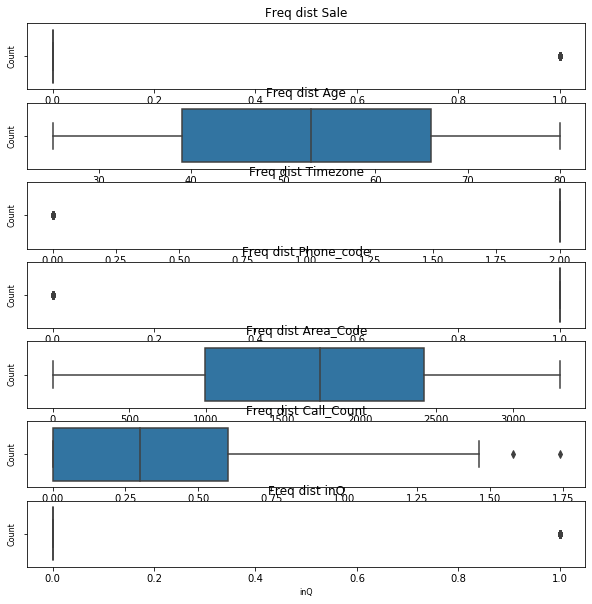 Freq dist Sale
Count
0.0 0.2 0.4 0.6 0.8 1.0
Freq dist Age
Count
30 40 50 60 70 80
Freq dist Timezone
Count
0.00 0.25 0.50 0.75 1.00 1.25 1.50 1.75 2.00
Freq dist Phone_code
Count
0.0 0.2 0.4 0.6 0.8 1.0
Freq dist Area_Code
Count
0 500 1000 1500 2000 2500 3000
Freq dist Call_Count
Count
0.00 0.25 0.50 0.75 1.00 1.25 1.50 1.75
Freq dist inQ
Count
0.0 0.2 0.4 0.6 0.8 1.0
inQ